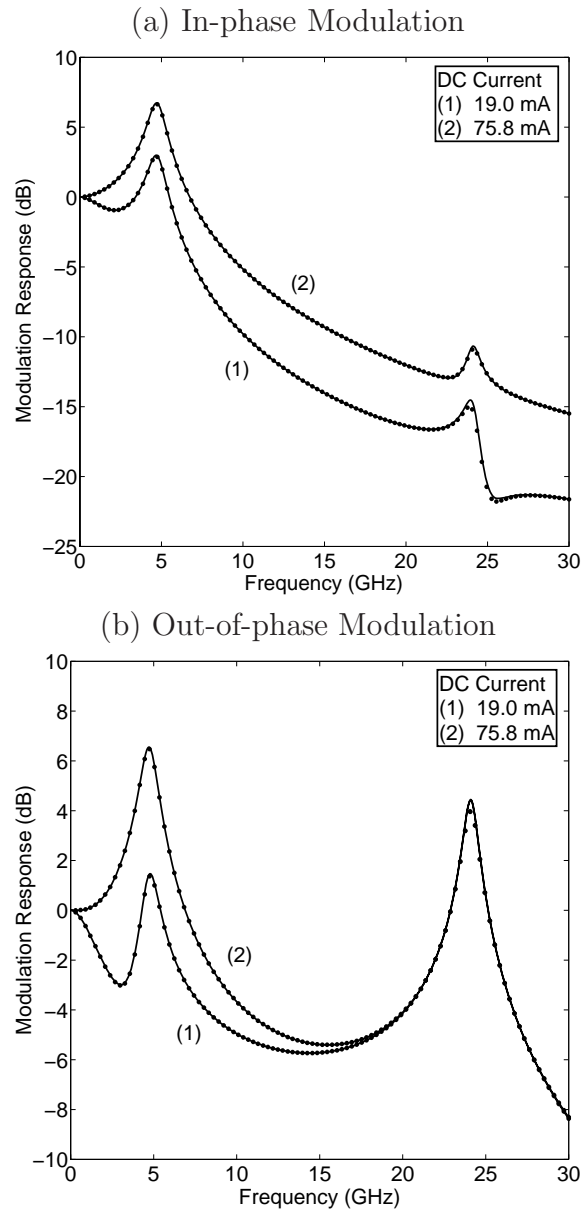 (a) In-phase Modulation
10
5
0
−5
−10
−15
−20
−25
Modulation Response (dB)
DC Current
(1) 19.0 mA
(2) 75.8 mA
(2)
(1)
0 5 10 15 20 25 30
Frequency (GHz)
(b) Out-of-phase Modulation
10
8
6
4
2
0
−2
−4
−6
−8
−10
Modulation Response (dB)
DC Current
(1) 19.0 mA
(2) 75.8 mA
(2)
(1)
0 5 10 15 20 25 30
Frequency (GHz)